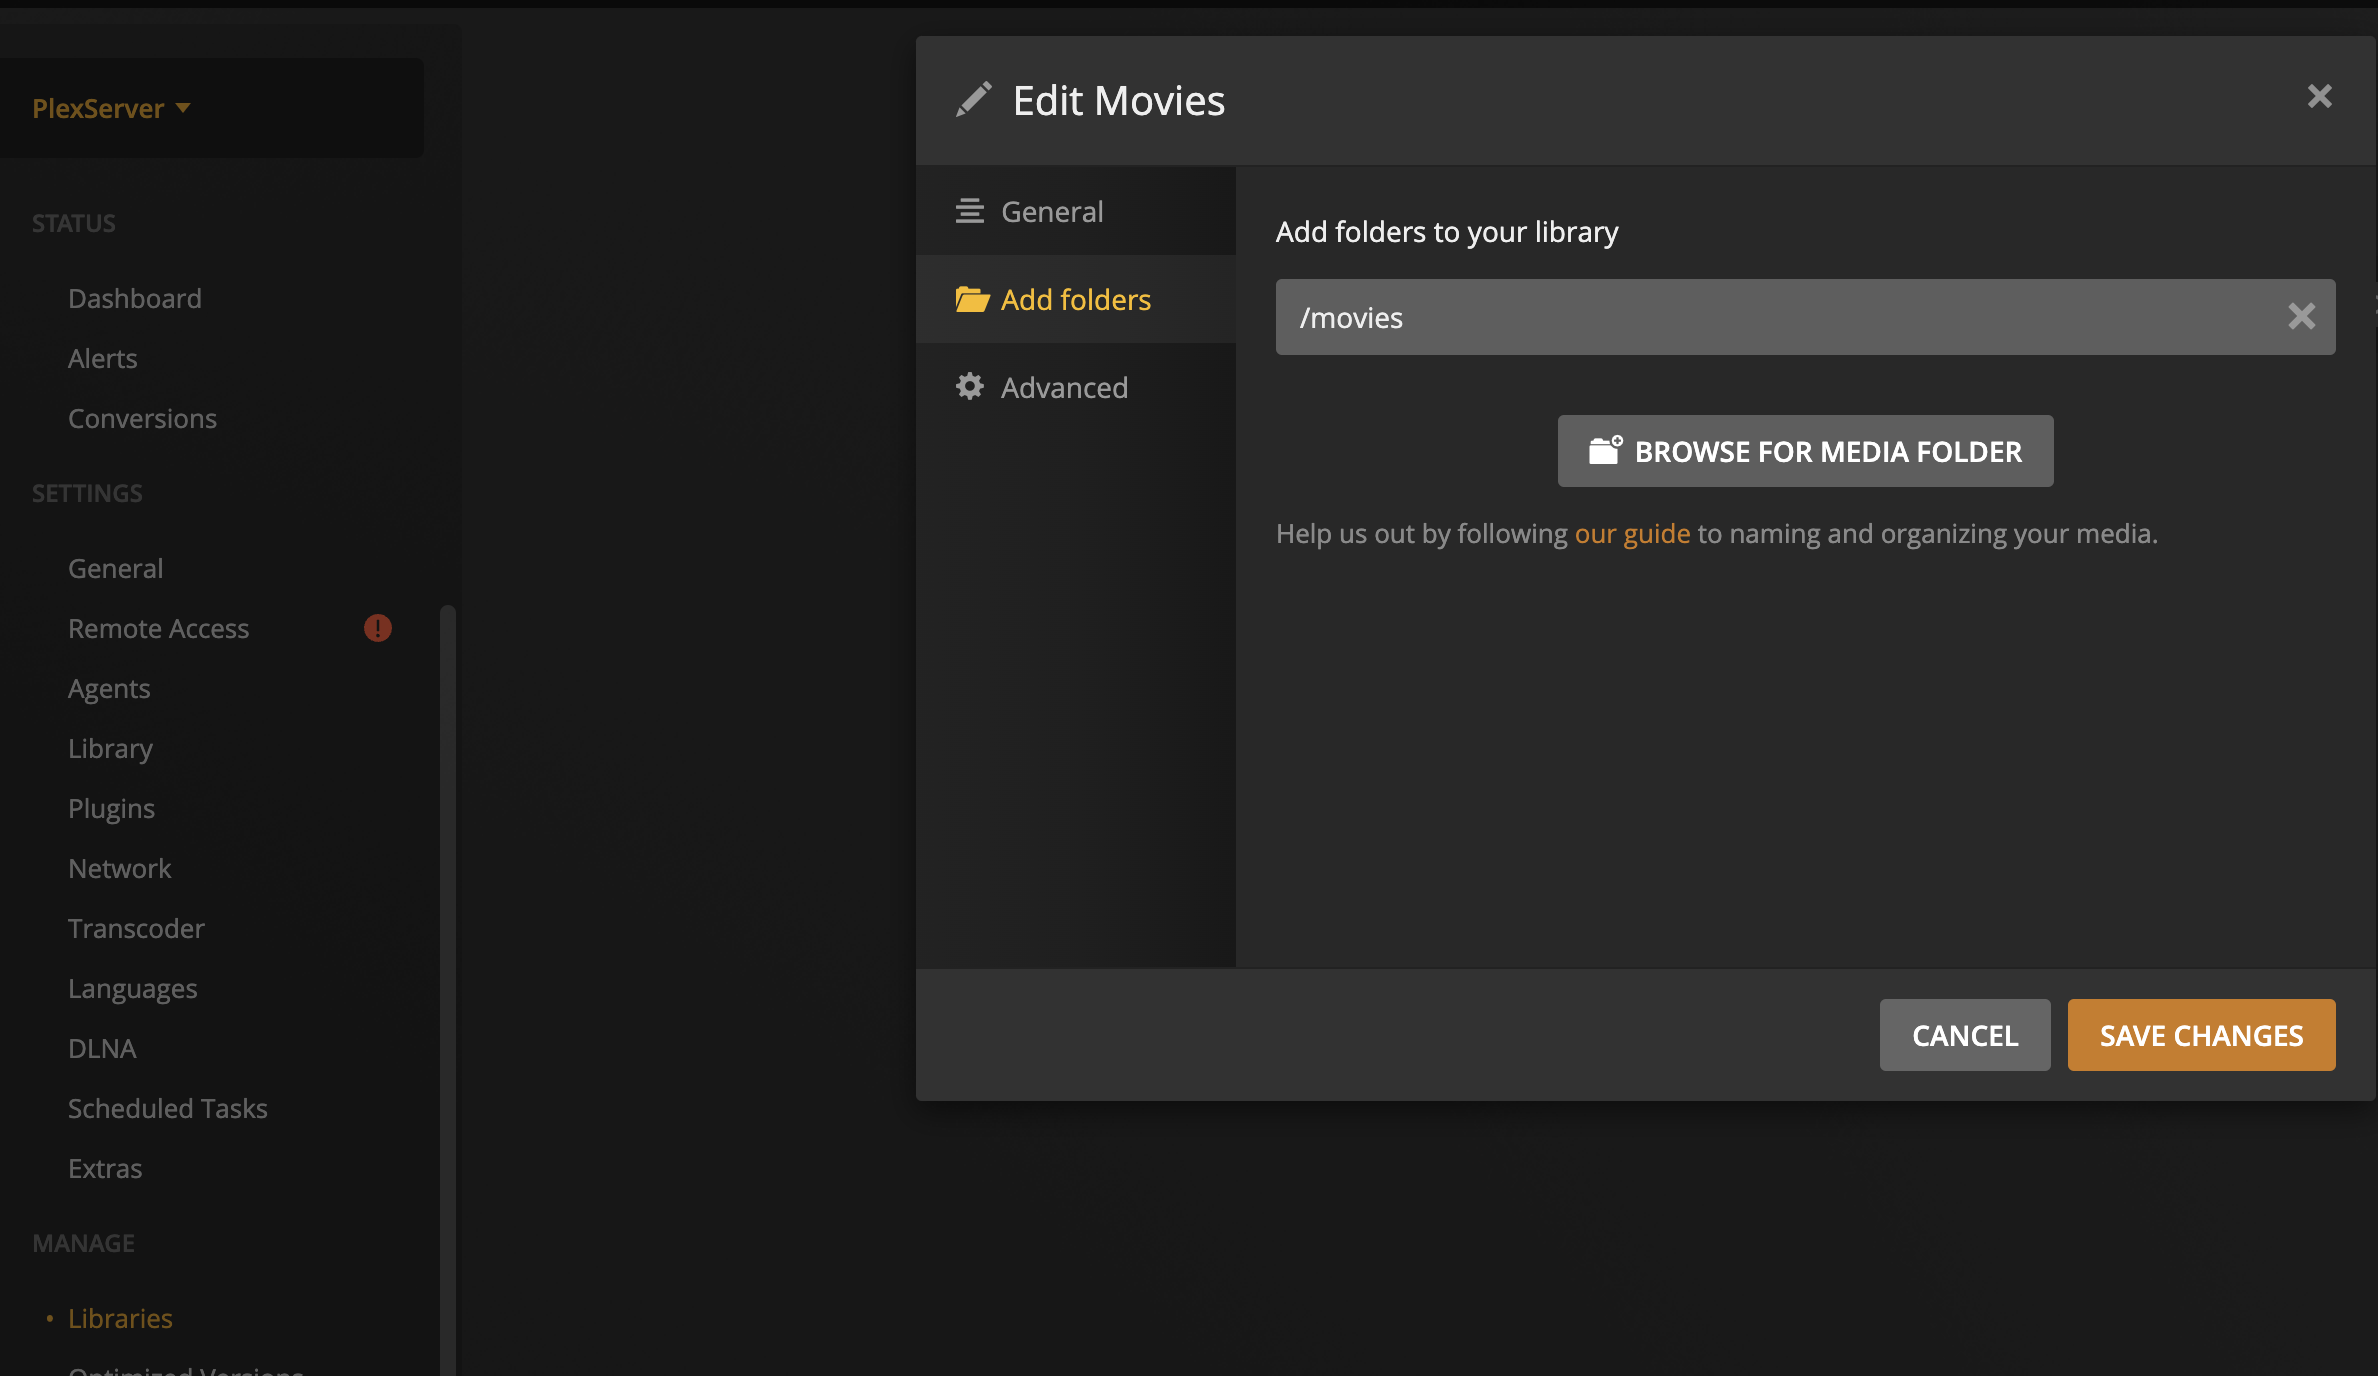 PlexServer
STATUS
Dashboard
Alerts
Conversions
SETTINGS
General
Remote Access
Agents
Library
Plugins
Network
Transcoder
Languages
DLNA
Scheduled Tasks
Extras
MANAGE
Libraries
Optimized Versions
Edit Movies
General
Add folders
Advanced
Add folders to your library
/movies
BROWSE FOR MEDIA FOLDER
Help us out by following our guide to naming and organizing your media.
CANCEL
SAVE CHANGES